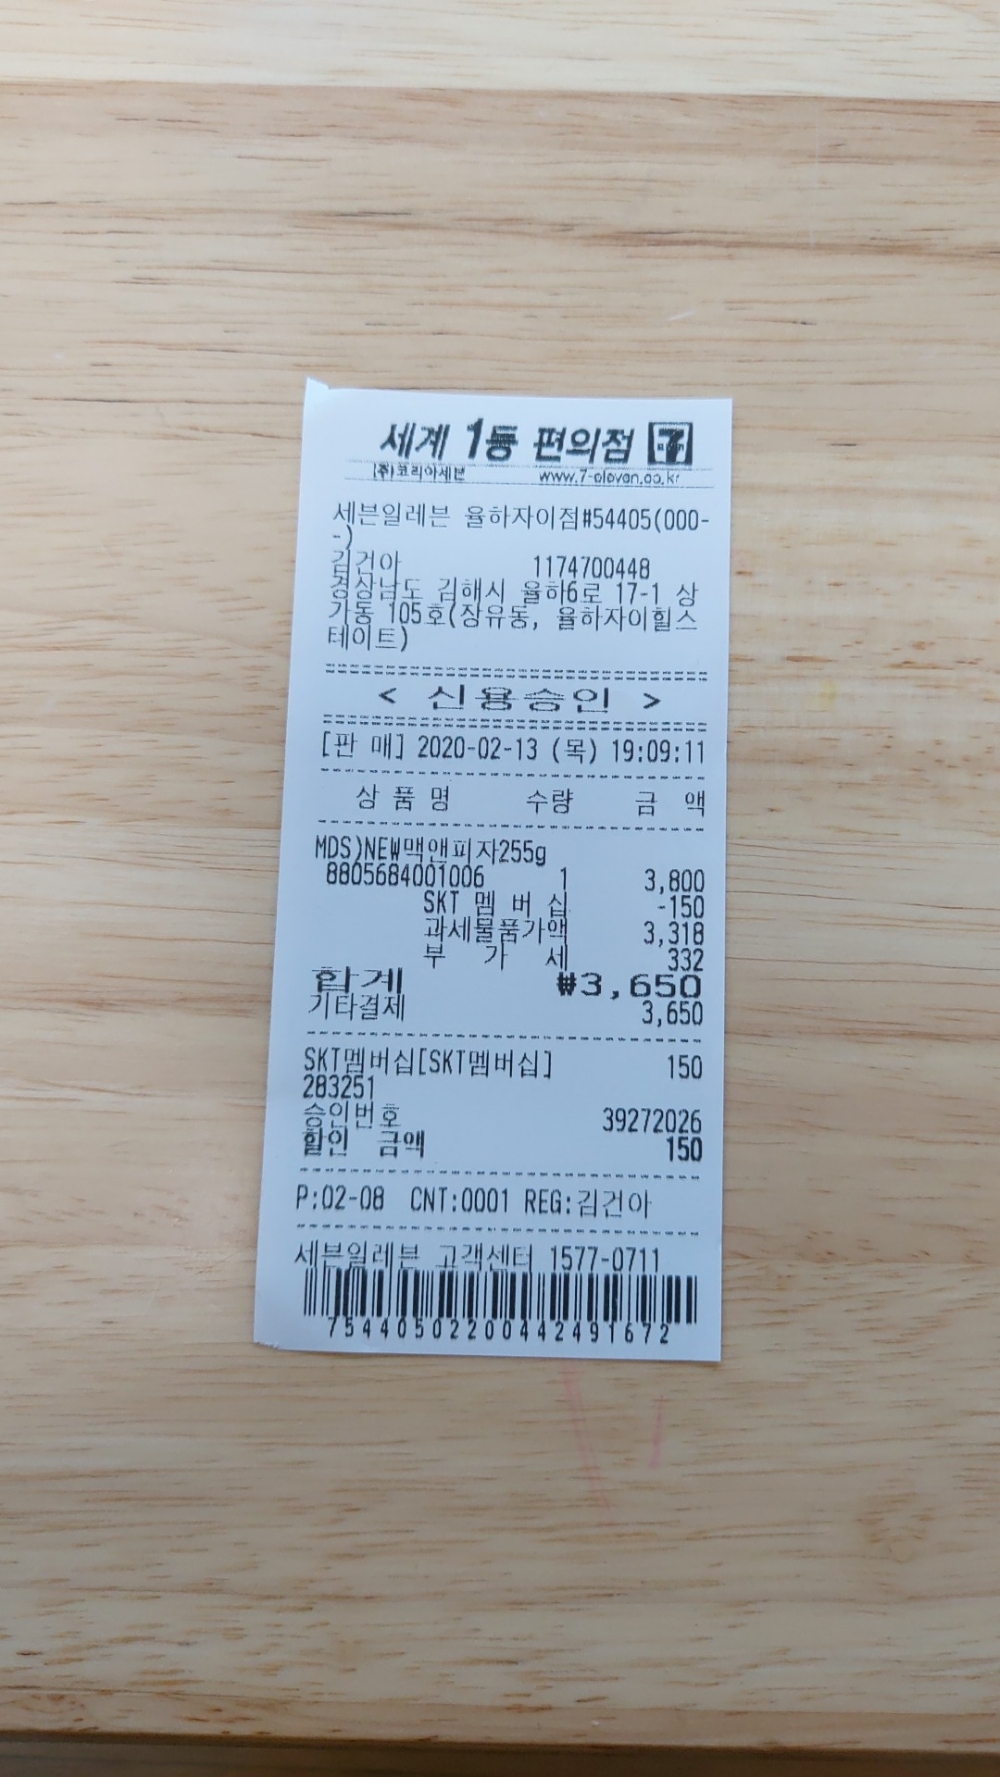 세계 1등 편의점 7
(주)코리아세븐 www.7-eleven.co.kr
세븐일레븐 율하자이점#54405(000-
-)
김건아 1174700448
경상남도 김해시 율하6로 17-1 상
가동 105호(장유동, 율하자이힐스
테이트)
< 신용승인 >
[판 매] 2020-02-13 (목) 19:09:11
상 품 명 수량 금 액
MDS)NEW맥앤피자255g
8805684001006 1 3,800
SKT 멤 버 십 -150
과세물품가액 3,318
부 가 세 332
합계 ₩3,650
기타결제 3,650
SKT멤버십[SKT멤버십] 150
283251
승인번호 39272026
할인 금액 150
P:02-08 CNT:0001 REG:김건아
세븐일레븐 고객센터 1577-0711
75440502200442491672